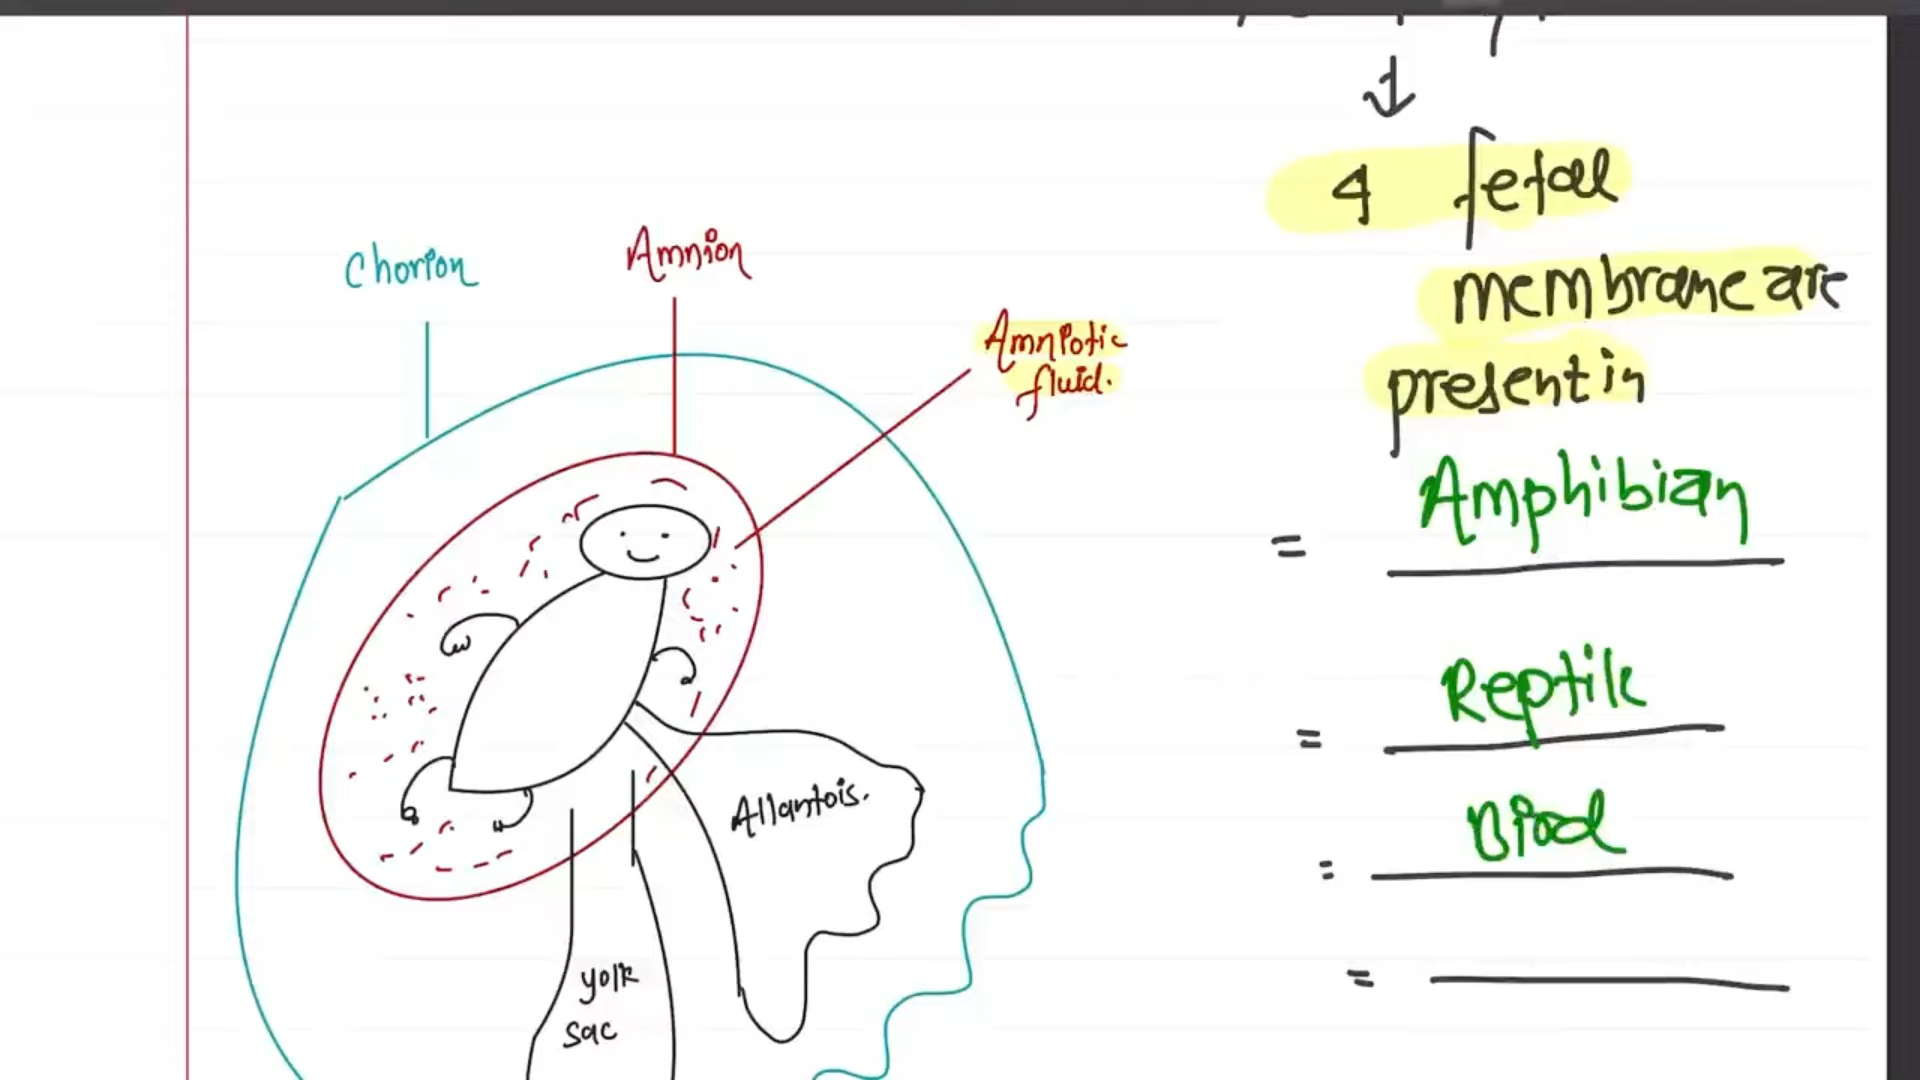 Chorion
Amnion
Amniotic
fluid.
Allantois.
yolk
sac
4 fetal
membrane are
present in
= Amphibian
= Reptile
= Bird
=